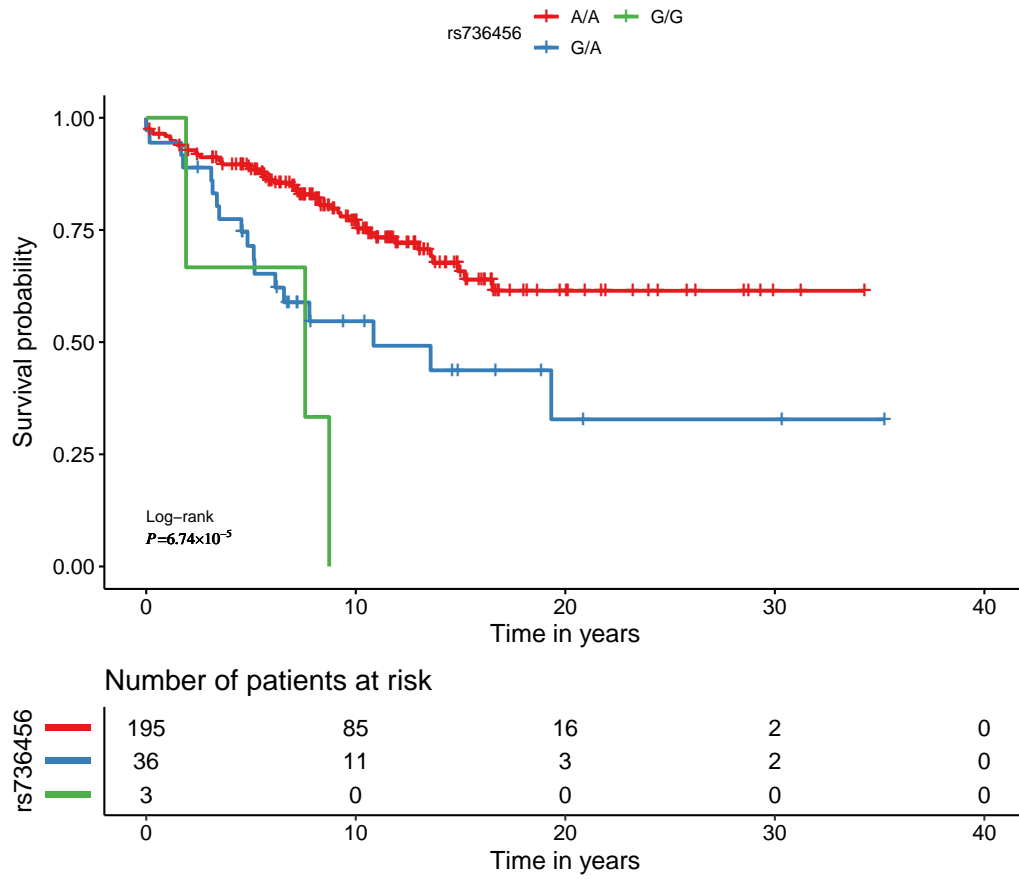 rs736456
A/A
G/G
G/A
Survival probability
1.00
0.75
0.50
0.25
0.00
Log−rank
P=6.74×10⁻⁵
0 10 20 30 40
Time in years
Number of patients at risk
rs736456
195 85 16 2 0
36 11 3 2 0
3 0 0 0 0
0 10 20 30 40
Time in years